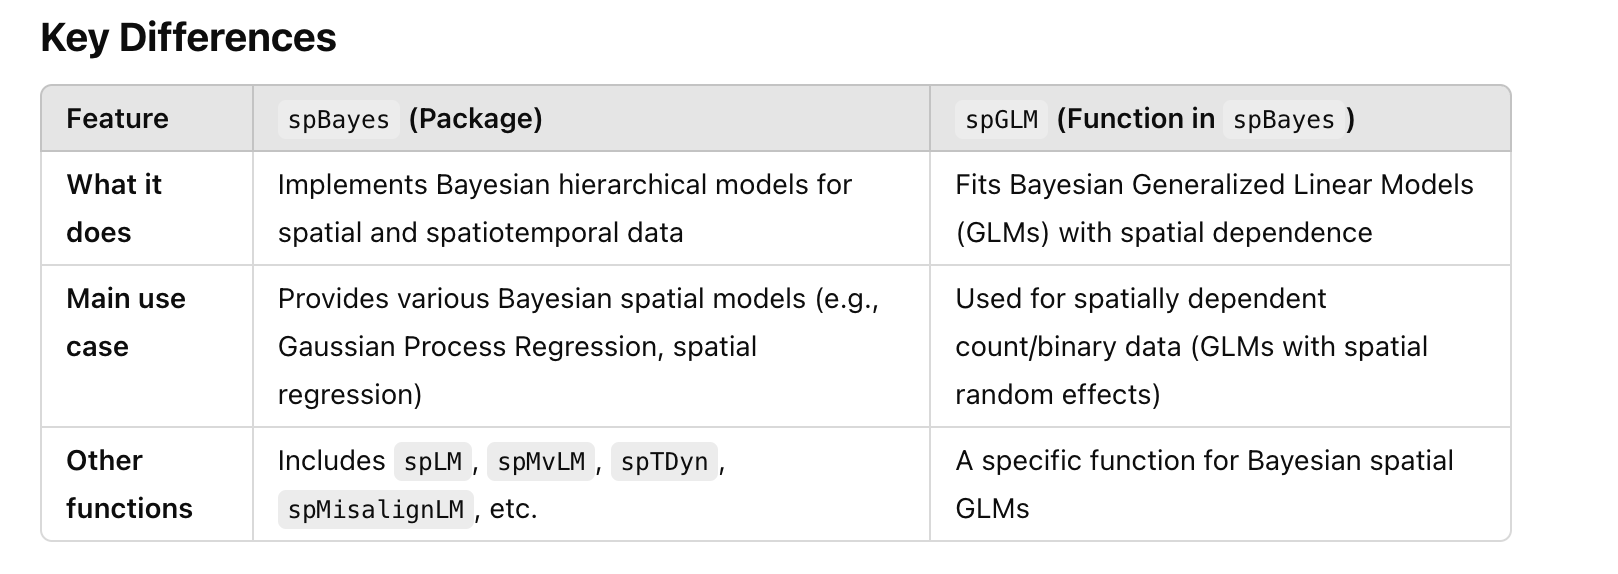 Key Differences
Feature
spBayes (Package)
spGLM (Function in spBayes )
What it
does
Implements Bayesian hierarchical models for
spatial and spatiotemporal data
Fits Bayesian Generalized Linear Models
(GLMs) with spatial dependence
Main use
case
Provides various Bayesian spatial models (e.g.,
Gaussian Process Regression, spatial
regression)
Used for spatially dependent
count/binary data (GLMs with spatial
random effects)
Other
functions
Includes spLM , spMvLM , spTDyn ,
spMisalignLM , etc.
A specific function for Bayesian spatial
GLMs